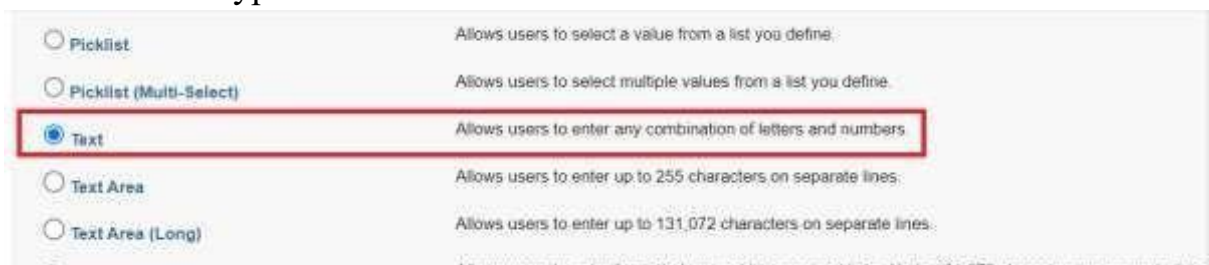 Picklist Allows users to select a value from a list you define.
Picklist (Multi-Select) Allows users to select multiple values from a list you define.
Text Allows users to enter any combination of letters and numbers.
Text Area Allows users to enter up to 255 characters on separate lines.
Text Area (Long) Allows users to enter up to 131,072 characters on separate lines.